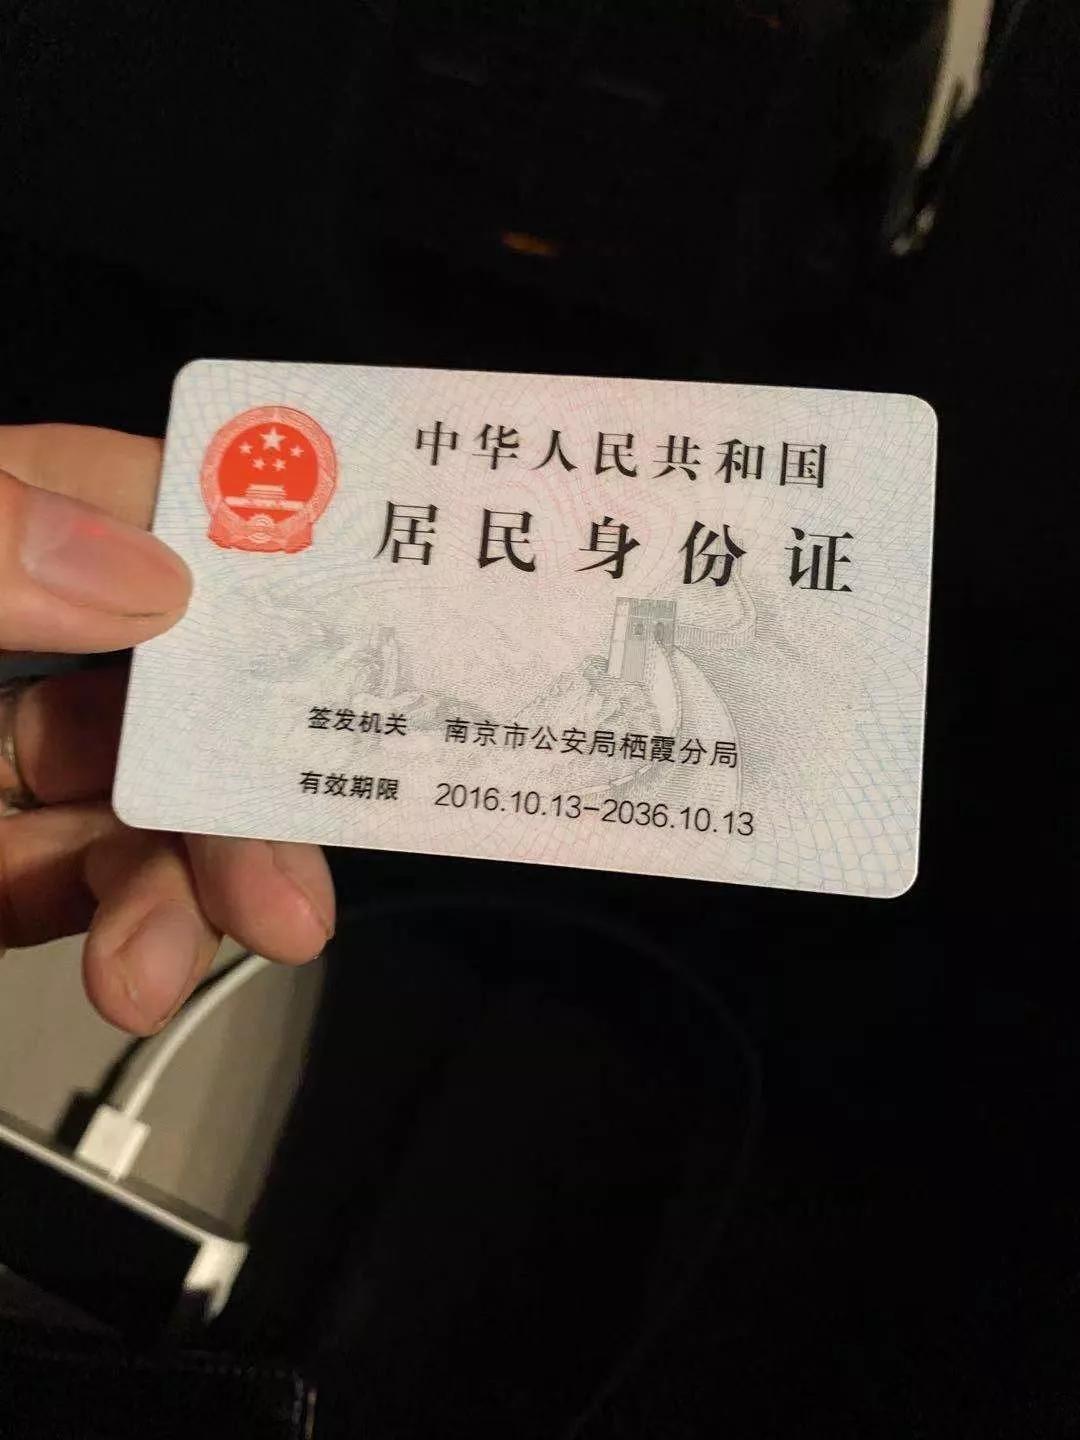 中华人民共和国
居民身份证
签发机关 南京市公安局栖霞分局
有效期限 2016.10.13-2036.10.13